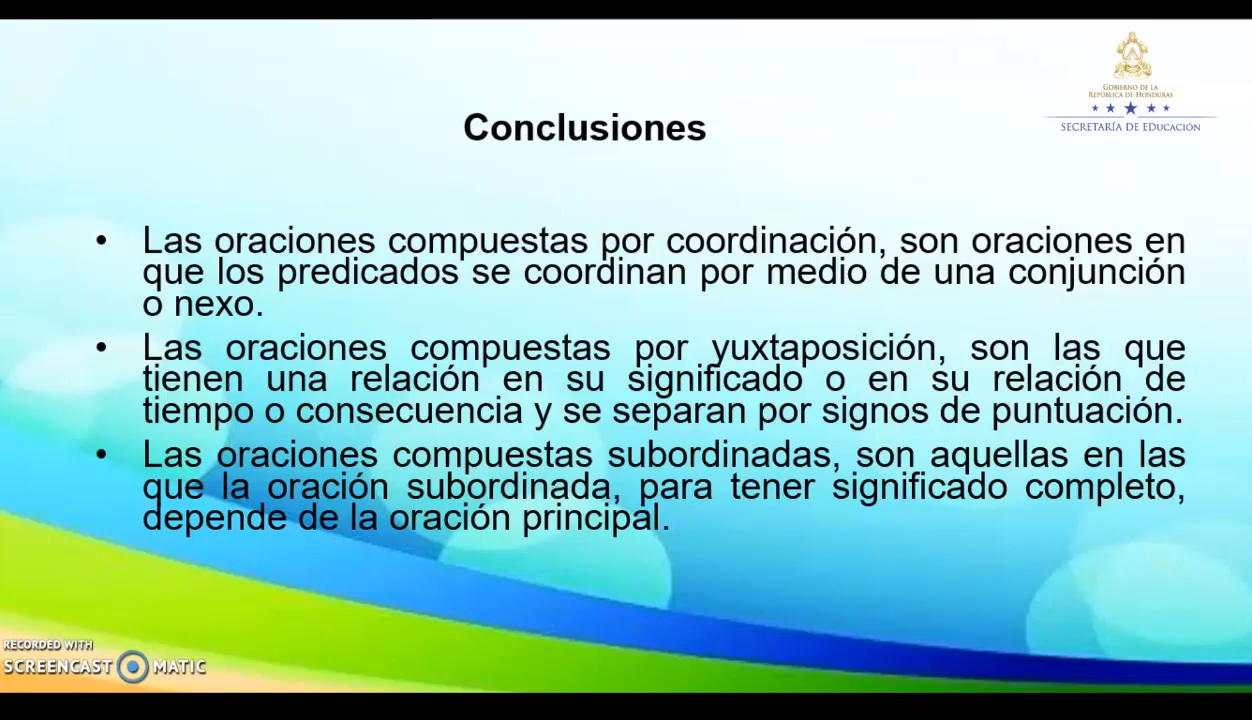 GOBIERNO DE LA
REPÚBLICA DE HONDURAS
SECRETARÍA DE EDUCACIÓN
Conclusiones
• Las oraciones compuestas por coordinación, son oraciones en
que los predicados se coordinan por medio de una conjunción
o nexo.
• Las oraciones compuestas por yuxtaposición, son las que
tienen una relación en su significado o en su relación de
tiempo o consecuencia y se separan por signos de puntuación.
• Las oraciones compuestas subordinadas, son aquellas en las
que la oración subordinada, para tener significado completo,
depende de la oración principal.
RECORDED WITH
SCREENCAST MATIC